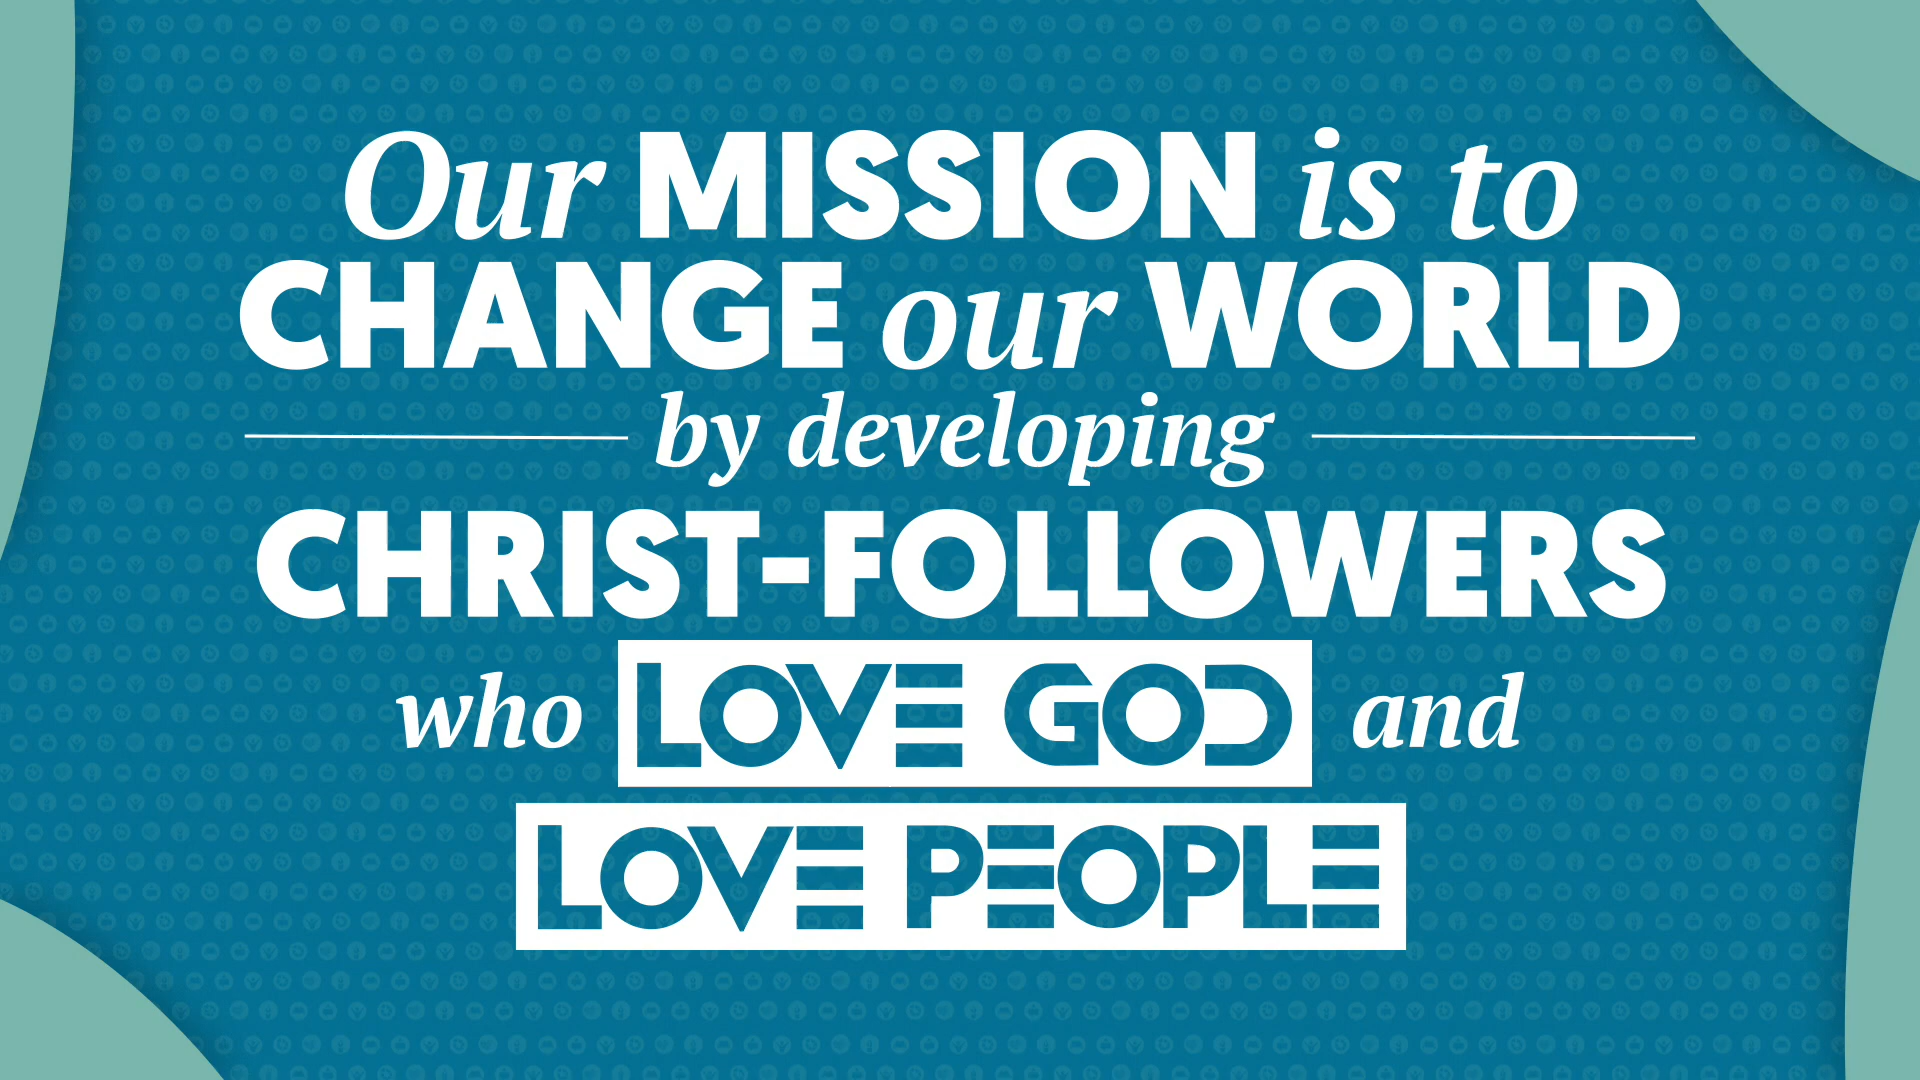 Our MISSION is to
CHANGE our WORLD
by developing
CHRIST-FOLLOWERS
who LOVE GOD and
LOVE PEOPLE